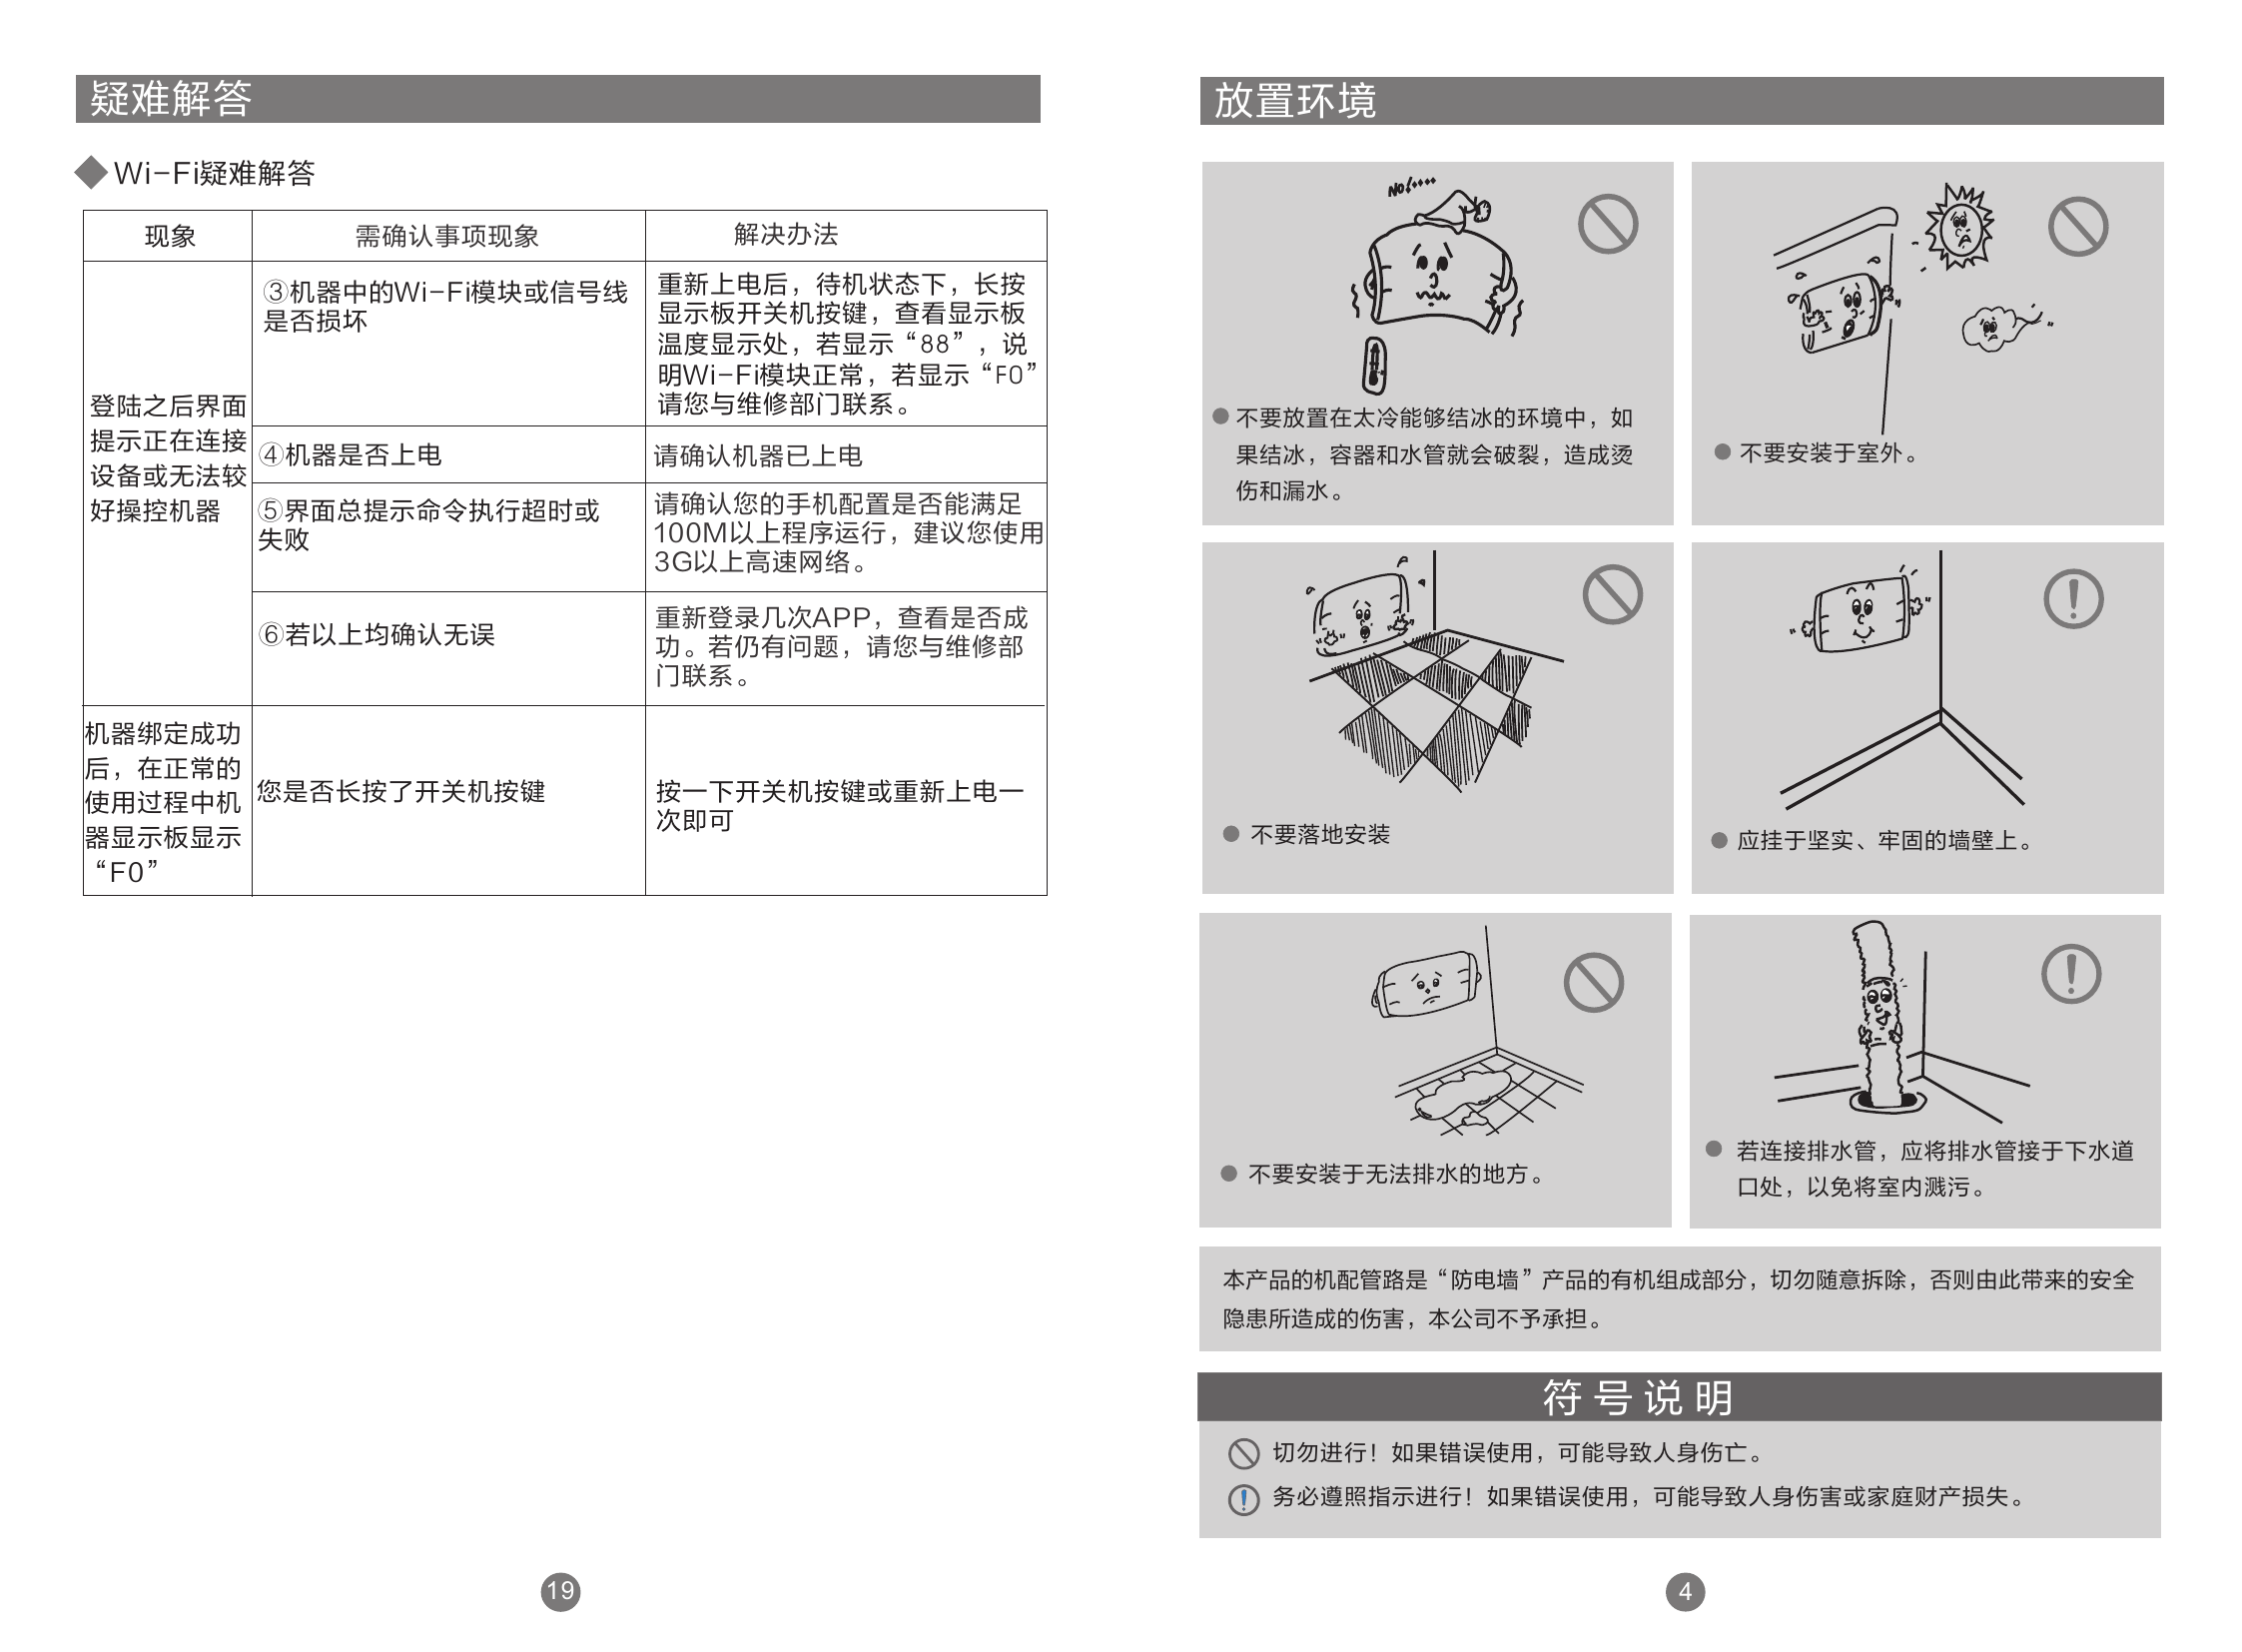 疑难解答
Wi-Fi疑难解答
现象
需确认事项现象
解决办法
登陆之后界面
提示正在连接
设备或无法较
好操控机器
③机器中的Wi-Fi模块或信号线
是否损坏
重新上电后，待机状态下，长按
显示板开关机按键，查看显示板
温度显示处，若显示“88”，说
明Wi-Fi模块正常，若显示“F0”
请您与维修部门联系。
④机器是否上电
请确认机器已上电
⑤界面总提示命令执行超时或
失败
请确认您的手机配置是否能满足
100M以上程序运行，建议您使用
3G以上高速网络。
⑥若以上均确认无误
重新登录几次APP，查看是否成
功。若仍有问题，请您与维修部
门联系。
机器绑定成功
后，在正常的
使用过程中机
器显示板显示
“F0”
您是否长按了开关机按键
按一下开关机按键或重新上电一
次即可
19
放置环境
No!....
不要放置在太冷能够结冰的环境中，如
果结冰，容器和水管就会破裂，造成烫
伤和漏水。
不要安装于室外。
不要落地安装
应挂于坚实、牢固的墙壁上。
不要安装于无法排水的地方。
若连接排水管，应将排水管接于下水道
口处，以免将室内溅污。
本产品的机配管路是“防电墙”产品的有机组成部分，切勿随意拆除，否则由此带来的安全
隐患所造成的伤害，本公司不予承担。
符号说明
切勿进行！如果错误使用，可能导致人身伤亡。
务必遵照指示进行！如果错误使用，可能导致人身伤害或家庭财产损失。
4